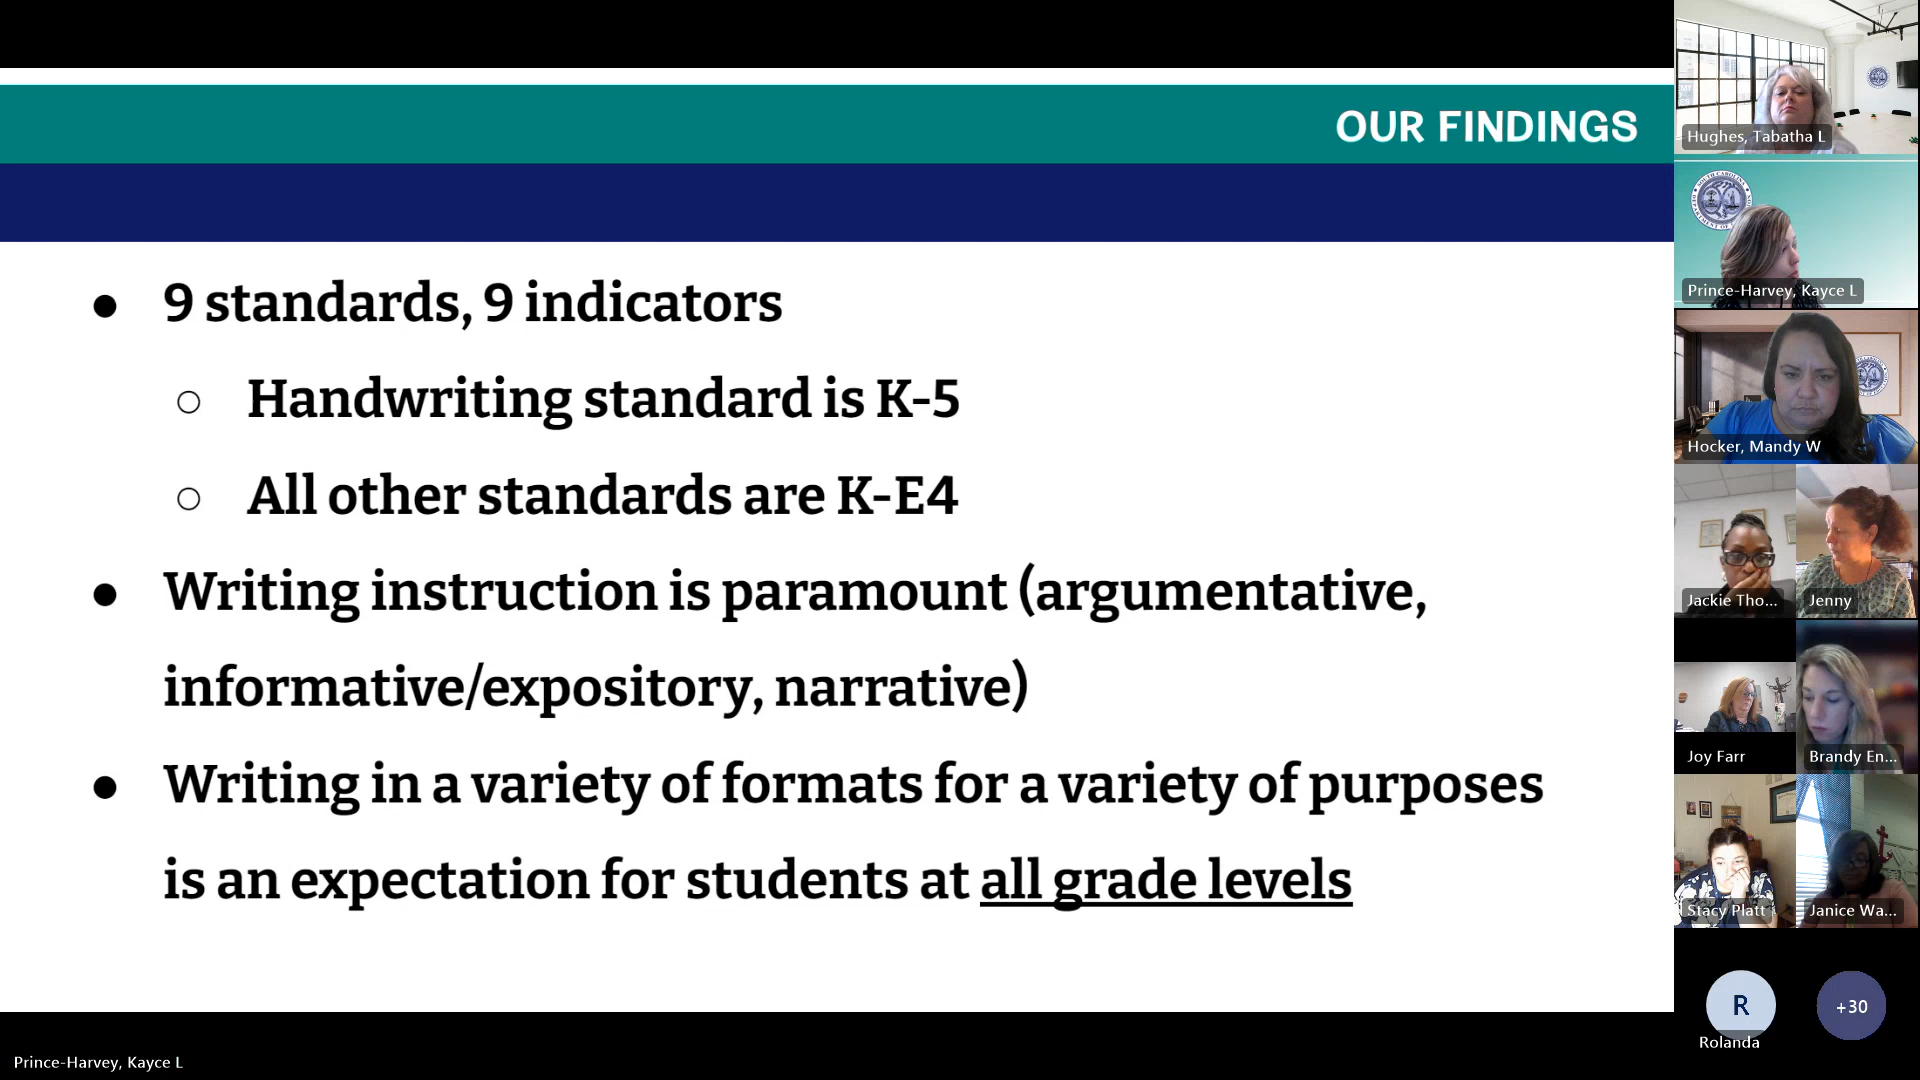 OUR FINDINGS
● 9 standards, 9 indicators
○ Handwriting standard is K-5
○ All other standards are K-E4
● Writing instruction is paramount (argumentative,
informative/expository, narrative)
● Writing in a variety of formats for a variety of purposes
is an expectation for students at all grade levels
Prince-Harvey, Kayce L
Hughes, Tabatha L
Prince-Harvey, Kayce L
Hocker, Mandy W
Jackie Tho...
Jenny
Joy Farr
Brandy En...
Stacy Platt
Janice Wa...
R
Rolanda
+30